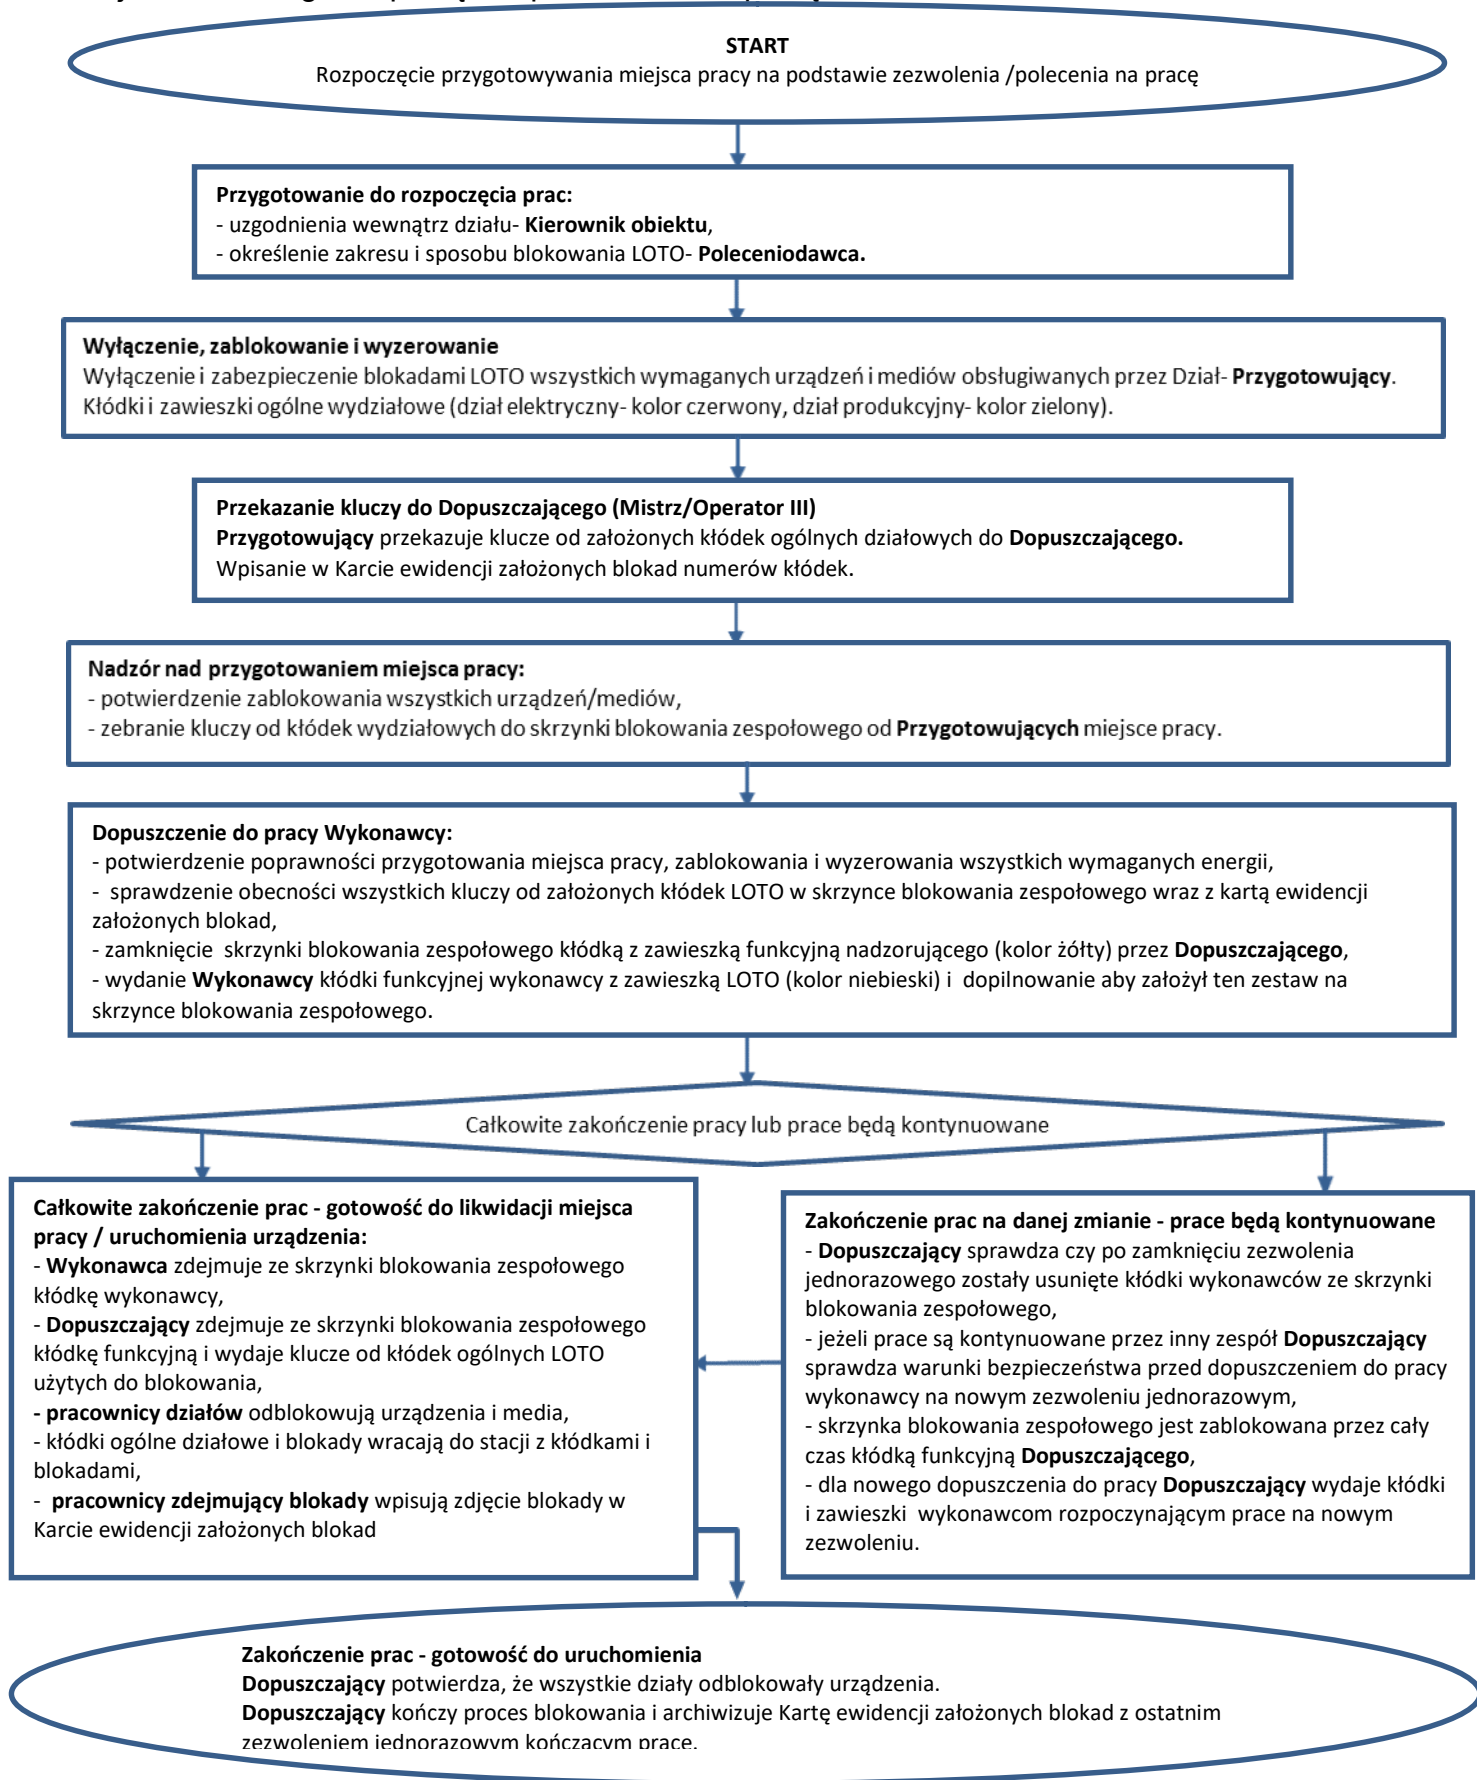 START
Rozpoczęcie przygotowywania miejsca pracy na podstawie zezwolenia /polecenia na pracę
Przygotowanie do rozpoczęcia prac:
- uzgodnienia wewnątrz działu- Kierownik obiektu,
- określenie zakresu i sposobu blokowania LOTO- Poleceniodawca.
Wyłączenie, zablokowanie i wyzerowanie
Wyłączenie i zabezpieczenie blokadami LOTO wszystkich wymaganych urządzeń i mediów obsługiwanych przez Dział- Przygotowujący.
Kłódki i zawieszki ogólne wydziałowe (dział elektryczny- kolor czerwony, dział produkcyjny- kolor zielony).
Przekazanie kluczy do Dopuszczającego (Mistrz/Operator III)
Przygotowujący przekazuje klucze od założonych kłódek ogólnych działowych do Dopuszczającego.
Wpisanie w Karcie ewidencji założonych blokad numerów kłódek.
Nadzór nad przygotowaniem miejsca pracy:
- potwierdzenie zablokowania wszystkich urządzeń/mediów,
- zebranie kluczy od kłódek wydziałowych do skrzynki blokowania zespołowego od Przygotowujących miejsce pracy.
Dopuszczenie do pracy Wykonawcy:
- potwierdzenie poprawności przygotowania miejsca pracy, zablokowania i wyzerowania wszystkich wymaganych energii,
- sprawdzenie obecności wszystkich kluczy od założonych kłódek LOTO w skrzynce blokowania zespołowego wraz z kartą ewidencji
założonych blokad,
- zamknięcie skrzynki blokowania zespołowego kłódką z zawieszką funkcyjną nadzorującego (kolor żółty) przez Dopuszczającego,
- wydanie Wykonawcy kłódki funkcyjnej wykonawcy z zawieszką LOTO (kolor niebieski) i dopilnowanie aby założył ten zestaw na
skrzynce blokowania zespołowego.
Całkowite zakończenie pracy lub prace będą kontynuowane
Całkowite zakończenie prac - gotowość do likwidacji miejsca
pracy / uruchomienia urządzenia:
- Wykonawca zdejmuje ze skrzynki blokowania zespołowego
kłódkę wykonawcy,
- Dopuszczający zdejmuje ze skrzynki blokowania zespołowego
kłódkę funkcyjną i wydaje klucze od kłódek ogólnych LOTO
użytych do blokowania,
- pracownicy działów odblokowują urządzenia i media,
- kłódki ogólne działowe i blokady wracają do stacji z kłódkami i
blokadami,
- pracownicy zdejmujący blokady wpisują zdjęcie blokady w
Karcie ewidencji założonych blokad
Zakończenie prac na danej zmianie - prace będą kontynuowane
- Dopuszczający sprawdza czy po zamknięciu zezwolenia
jednorazowego zostały usunięte kłódki wykonawców ze skrzynki
blokowania zespołowego,
- jeżeli prace są kontynuowane przez inny zespół Dopuszczający
sprawdza warunki bezpieczeństwa przed dopuszczeniem do pracy
wykonawcy na nowym zezwoleniu jednorazowym,
- skrzynka blokowania zespołowego jest zablokowana przez cały
czas kłódką funkcyjną Dopuszczającego,
- dla nowego dopuszczenia do pracy Dopuszczający wydaje kłódki
i zawieszki wykonawcom rozpoczynającym prace na nowym
zezwoleniu.
Zakończenie prac - gotowość do uruchomienia
Dopuszczający potwierdza, że wszystkie działy odblokowały urządzenia.
Dopuszczający kończy proces blokowania i archiwizuje Kartę ewidencji założonych blokad z ostatnim
zezwoleniem jednorazowym kończącym prace.